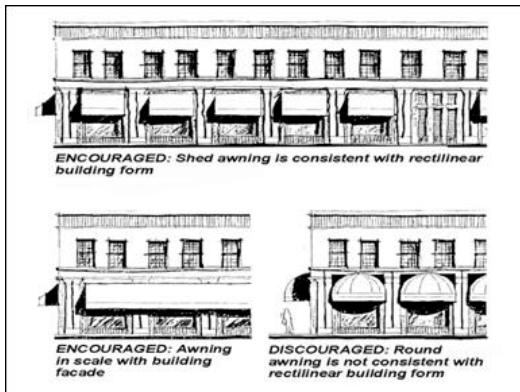 ENCOURAGED: Shed awning is consistent with rectilinear
building form
ENCOURAGED: Awning
in scale with building
facade
DISCOURAGED: Round
awning is not consistent with
rectilinear building form